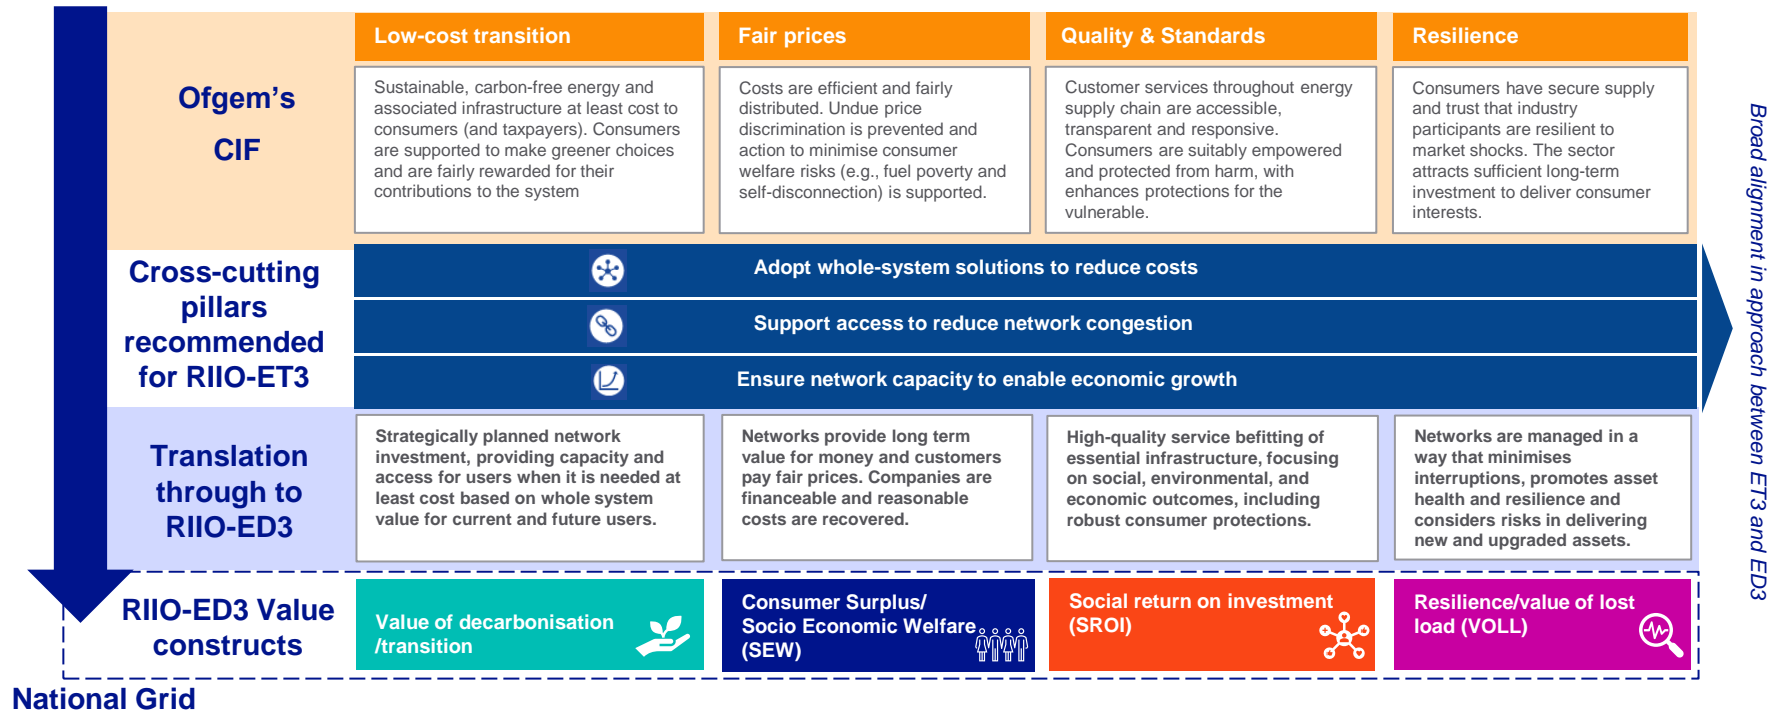 Low-cost transition
Fair prices
Quality & Standards
Resilience
Ofgem's
CIF
Sustainable, carbon-free energy and
associated infrastructure at least cost to
consumers (and taxpayers). Consumers
are supported to make greener choices
and are fairly rewarded for their
contributions to the system
Costs are efficient and fairly
distributed. Undue price
discrimination is prevented and
action to minimise consumer
welfare risks (e.g., fuel poverty and
self-disconnection) is supported.
Customer services throughout energy
supply chain are accessible,
transparent and responsive.
Consumers are suitably empowered
and protected from harm, with
enhances protections for the
vulnerable.
Consumers have secure supply
and trust that industry
participants are resilient to
market shocks. The sector
attracts sufficient long-term
investment to deliver consumer
interests.
Cross-cutting
pillars
recommended
for RIIO-ET3
Adopt whole-system solutions to reduce costs
Support access to reduce network congestion
Ensure network capacity to enable economic growth
Translation
through to
RIIO-ED3
Strategically planned network
investment, providing capacity and
access for users when it is needed at
least cost based on whole system
value for current and future users.
Networks provide long term
value for money and customers
pay fair prices. Companies are
financeable and reasonable
costs are recovered.
High-quality service befitting of
essential infrastructure, focusing
on social, environmental, and
economic outcomes, including
robust consumer protections.
Networks are managed in a
way that minimises
interruptions, promotes asset
health and resilience and
considers risks in delivering
new and upgraded assets.
RIIO-ED3 Value
constructs
Value of decarbonisation
/transition
Consumer Surplus/
Socio Economic Welfare
(SEW)
Social return on investment
(SROI)
Resilience/value of lost
load (VOLL)
Broad alignment in approach between ET3 and ED3
National Grid